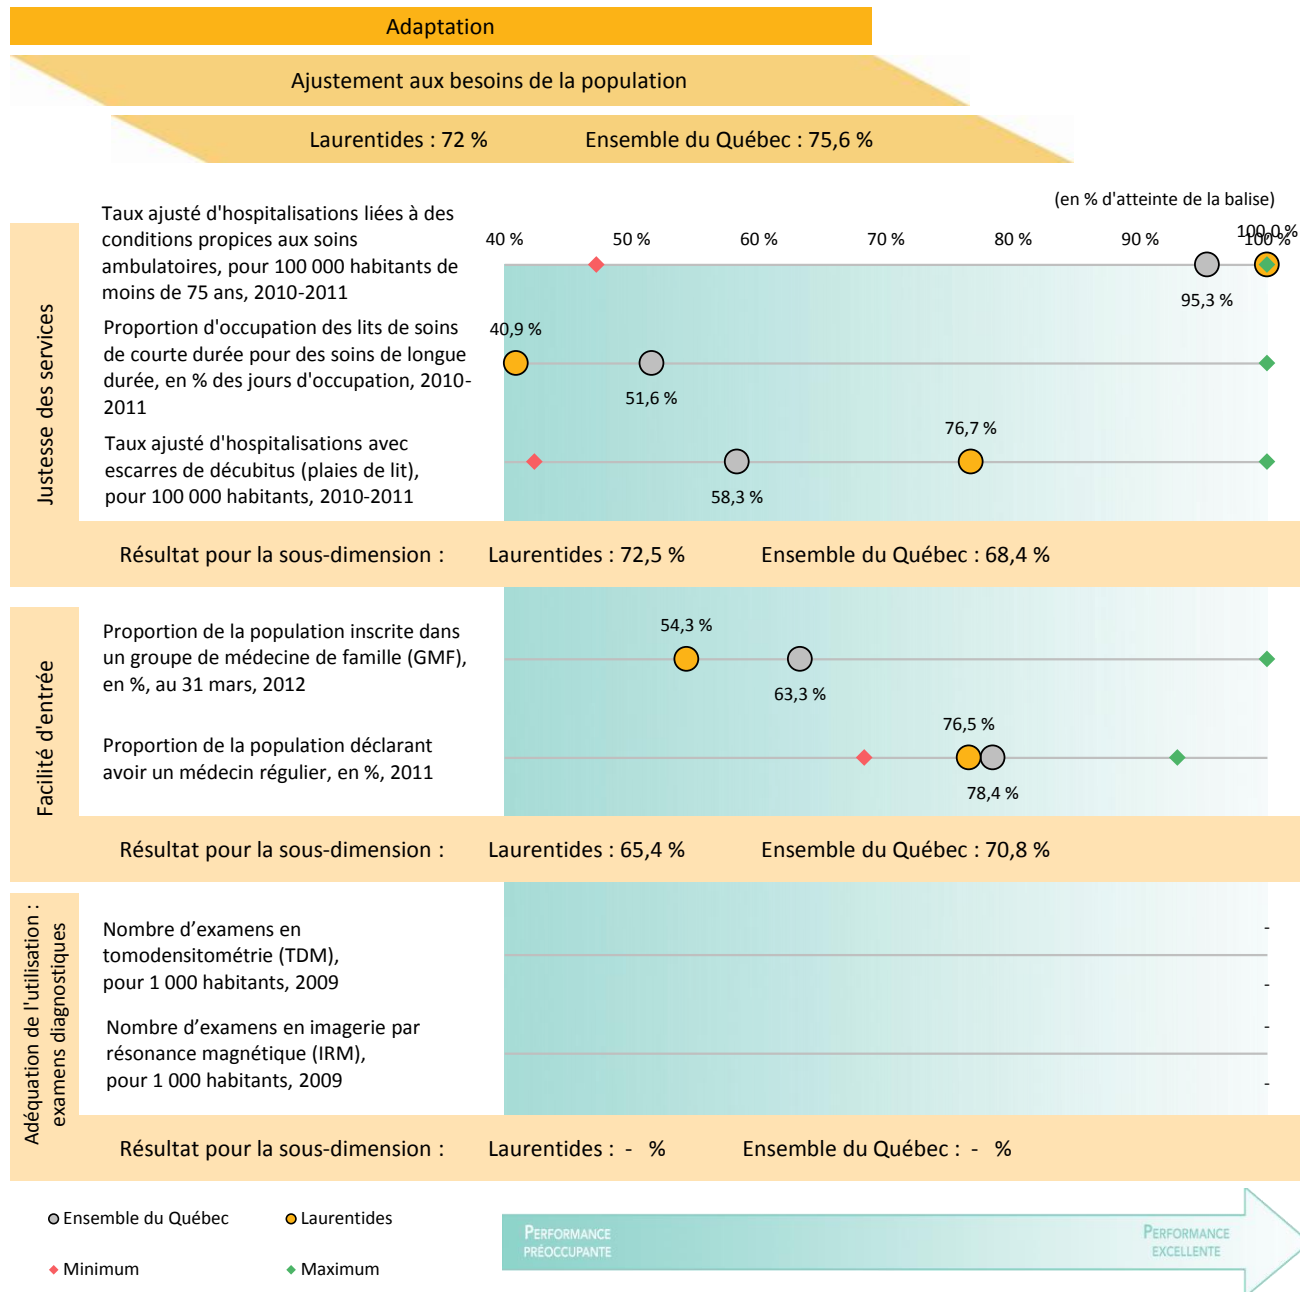 Adaptation
Ajustement aux besoins de la population
Laurentides : 72 % Ensemble du Québec : 75,6 %
(en % d'atteinte de la balise)
40 % 50 % 60 % 70 % 80 % 90 % 100 %
Justesse des services
Taux ajusté d'hospitalisations liées à des
conditions propices aux soins
ambulatoires, pour 100 000 habitants de
moins de 75 ans, 2010-2011
100,0 %
95,3 %
Proportion d'occupation des lits de soins
de courte durée pour des soins de longue
durée, en % des jours d'occupation, 2010-
2011
40,9 %
51,6 %
Taux ajusté d'hospitalisations avec
escarres de décubitus (plaies de lit),
pour 100 000 habitants, 2010-2011
76,7 %
58,3 %
Résultat pour la sous-dimension : Laurentides : 72,5 % Ensemble du Québec : 68,4 %
Facilité d'entrée
Proportion de la population inscrite dans
un groupe de médecine de famille (GMF),
en %, au 31 mars, 2012
54,3 %
63,3 %
Proportion de la population déclarant
avoir un médecin régulier, en %, 2011
76,5 %
78,4 %
Résultat pour la sous-dimension : Laurentides : 65,4 % Ensemble du Québec : 70,8 %
Adéquation de l'utilisation :
examens diagnostiques
Nombre d'examens en
tomodensitométrie (TDM),
pour 1 000 habitants, 2009
-
-
Nombre d'examens en imagerie par
résonance magnétique (IRM),
pour 1 000 habitants, 2009
-
-
Résultat pour la sous-dimension : Laurentides : - % Ensemble du Québec : - %
Ensemble du Québec Laurentides
Minimum Maximum
PERFORMANCE
PRÉOCCUPANTE
PERFORMANCE
EXCELLENTE